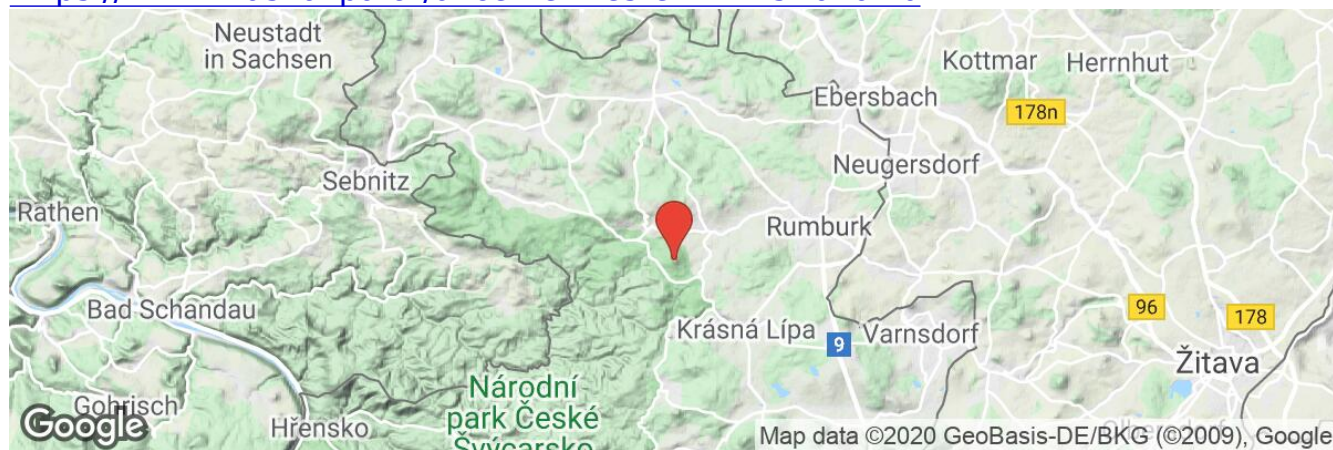 Neustadt
in Sachsen
Kottmar
Herrnhut
Ebersbach
178n
Neugersdorf
Sebnitz
Rathen
Rumburk
Bad Schandau
Krásná Lípa
9
Varnsdorf
96
178
Žitava
Národní
park České
Švýcarsko
Gohrisch
Hřensko
Google
Map data ©2020 GeoBasis-DE/BKG (©2009), Google